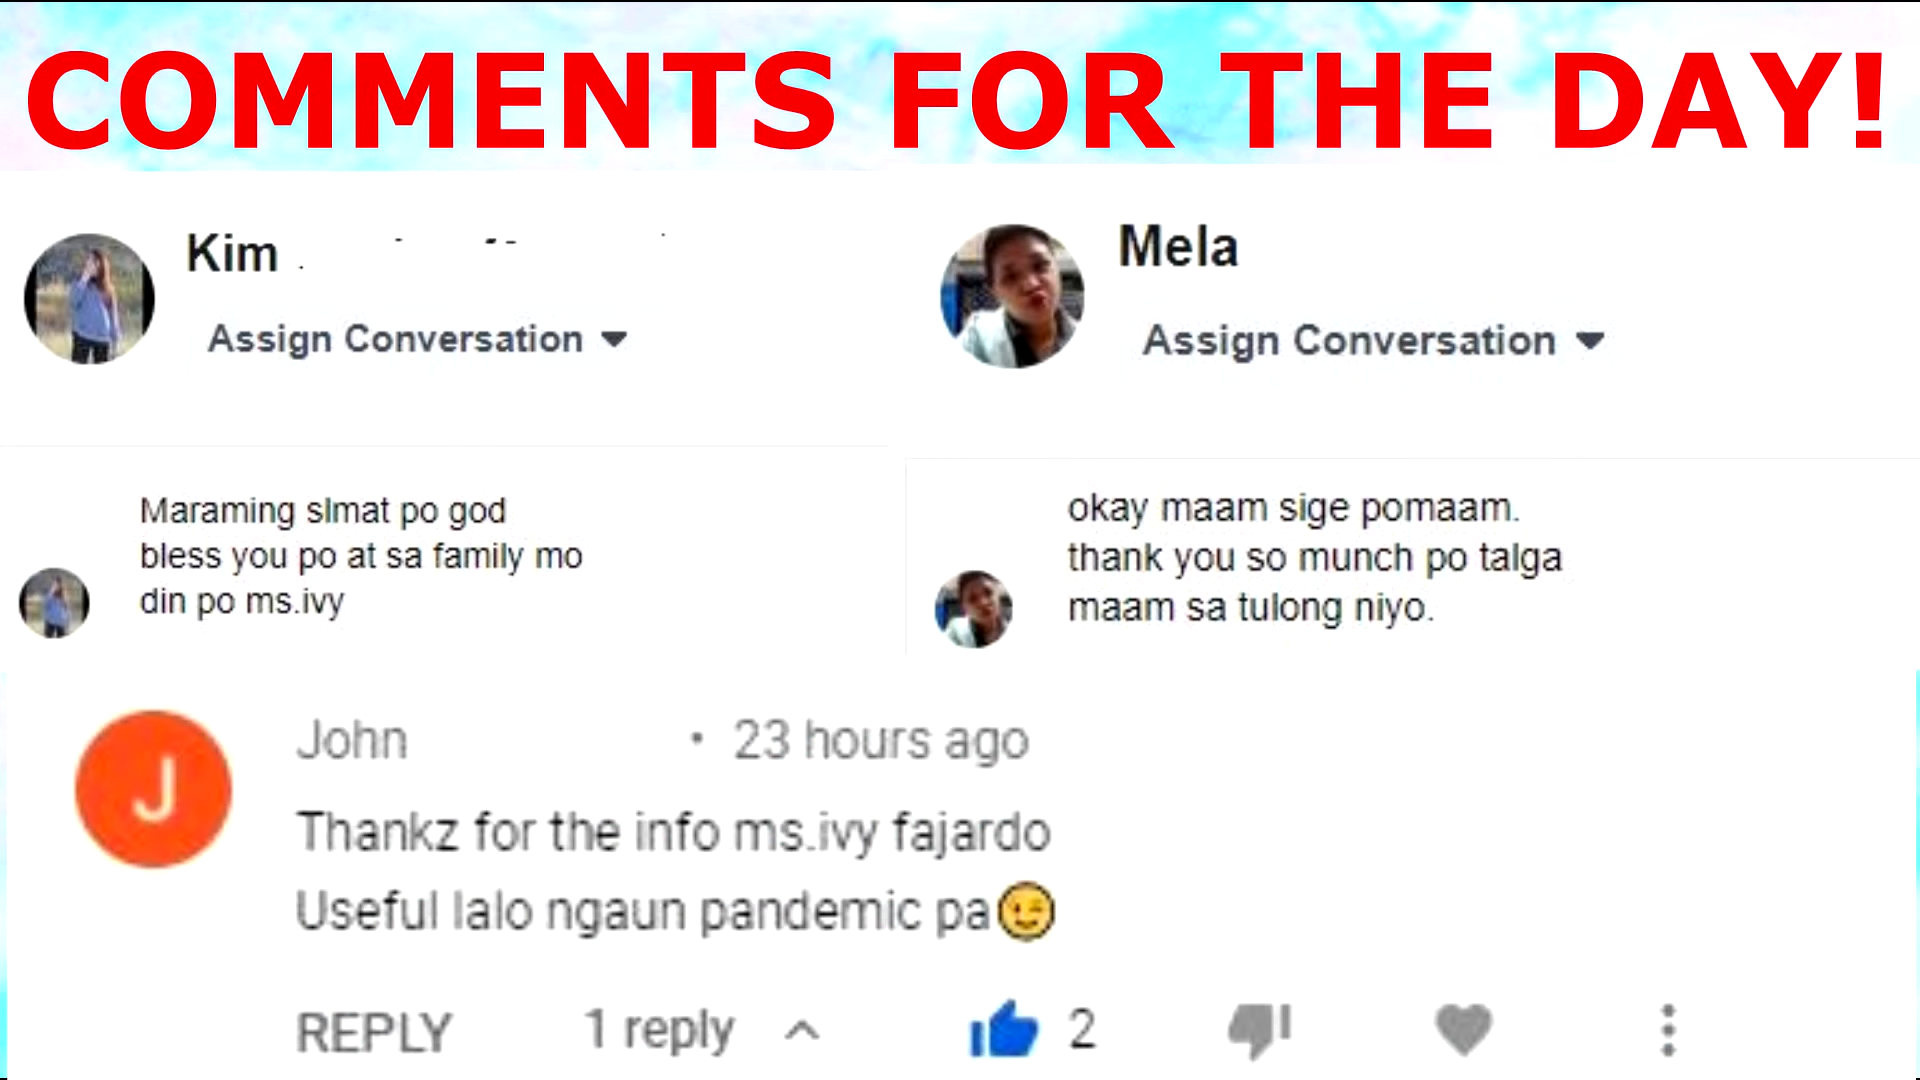 COMMENTS FOR THE DAY!
Kim
Assign Conversation
Maraming slmat po god
bless you po at sa family mo
din po ms.ivy
Mela
Assign Conversation
okay maam sige pomaam.
thank you so munch po talga
maam sa tulong niyo.
J
John • 23 hours ago
Thankz for the info ms.ivy fajardo
Useful lalo ngaun pandemic pa😉
REPLY 1 reply 2